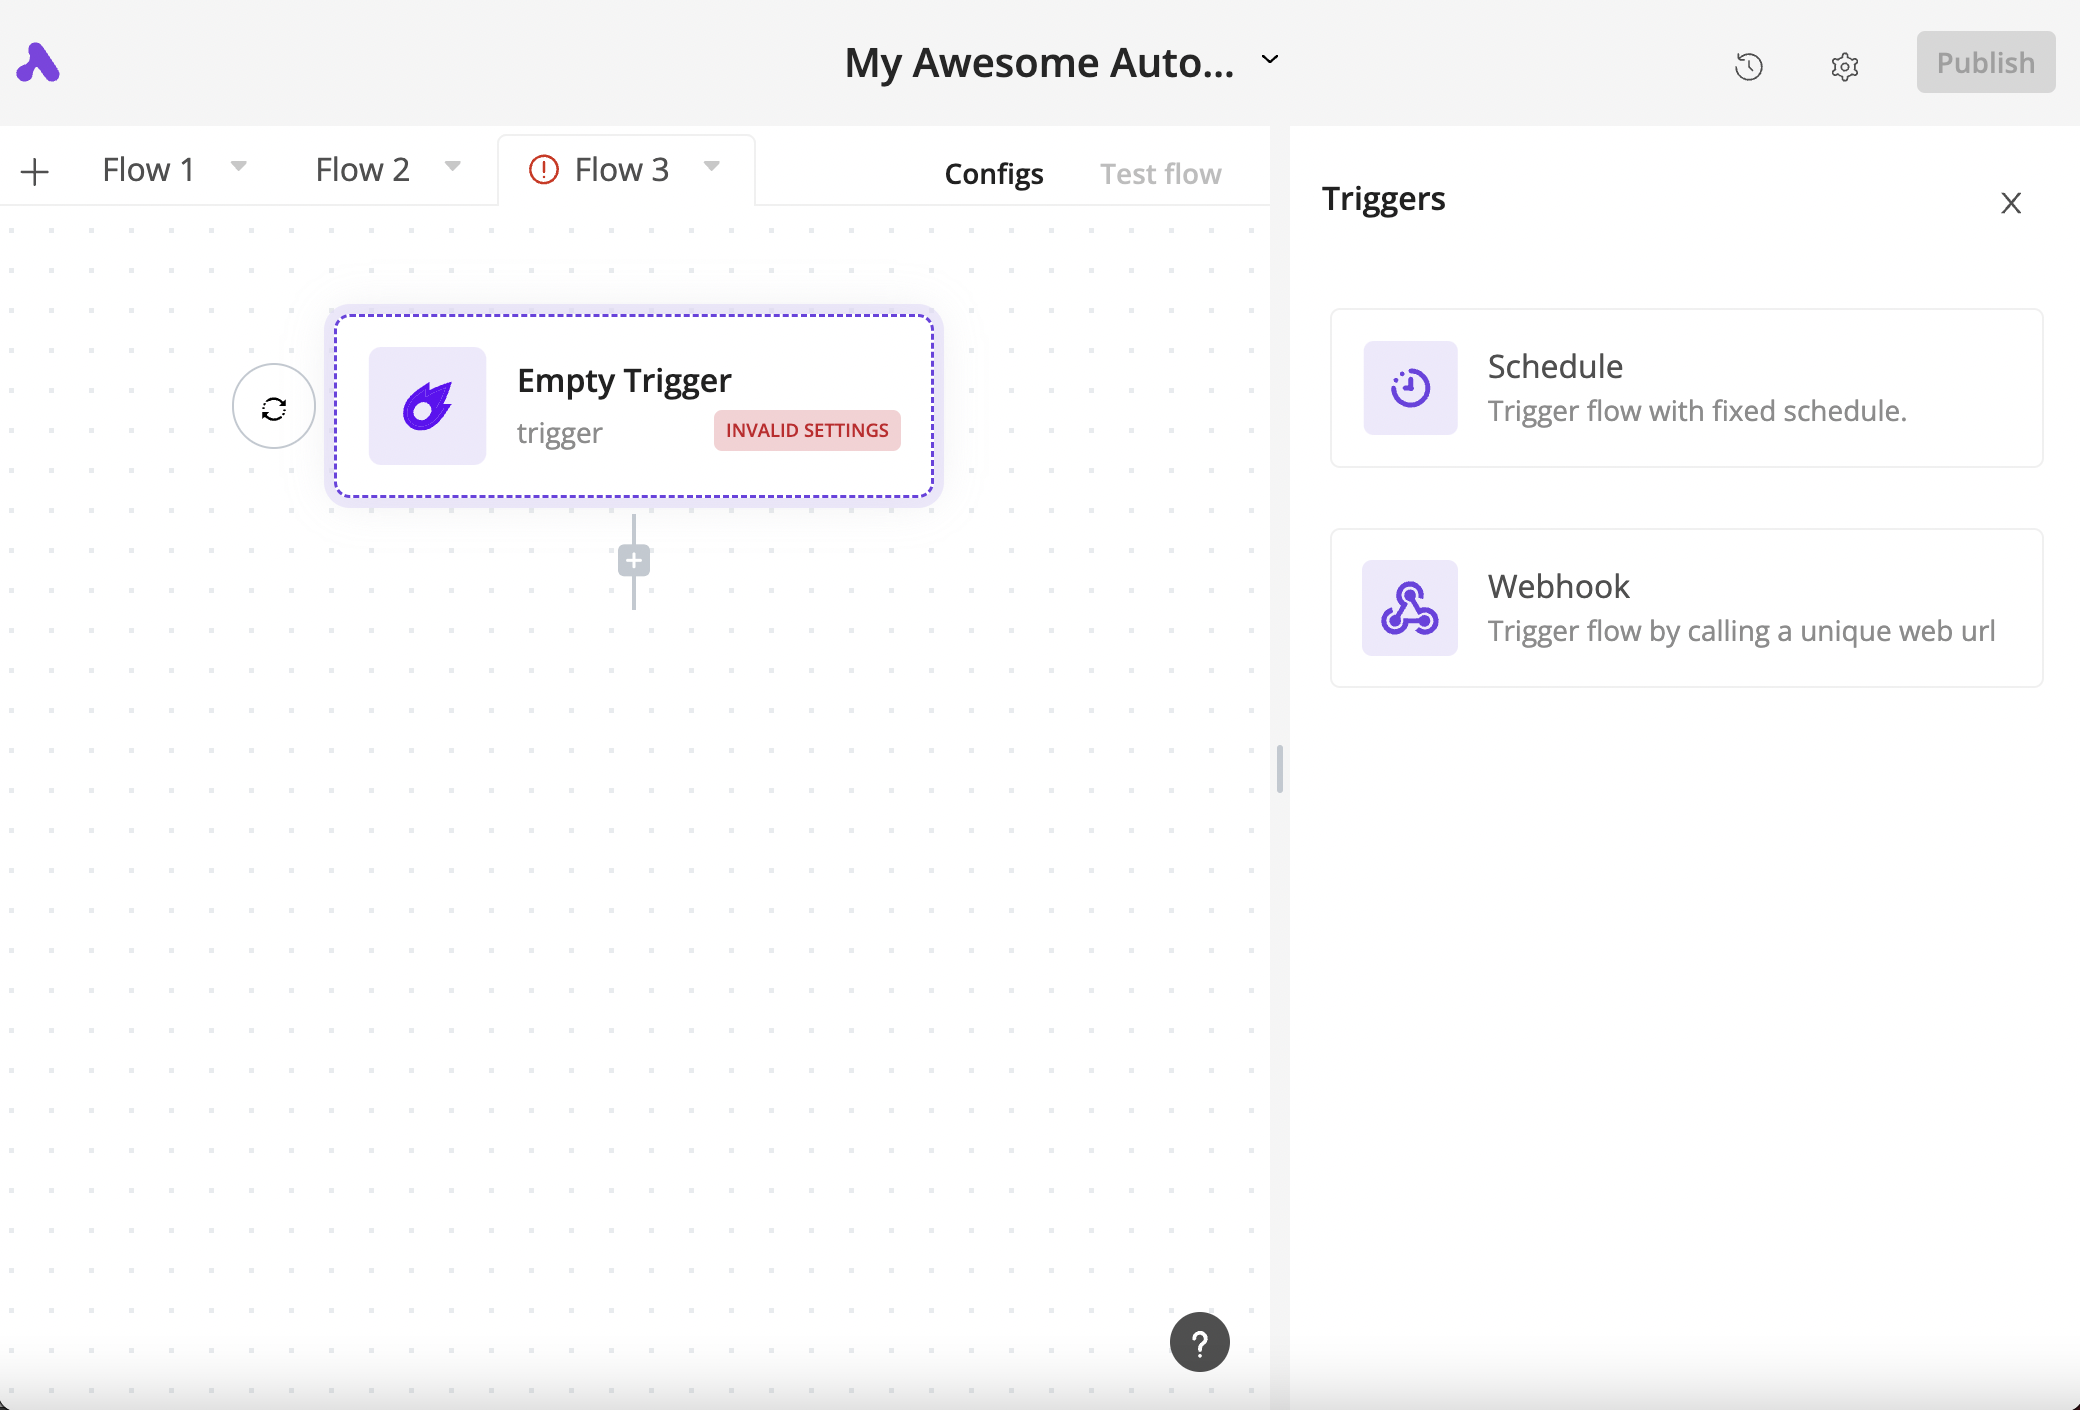 My Awesome Auto...
Publish
Flow 1
Flow 2
Flow 3
Configs
Test flow
Empty Trigger
trigger
INVALID SETTINGS
Triggers
Schedule
Trigger flow with fixed schedule.
Webhook
Trigger flow by calling a unique web url
?